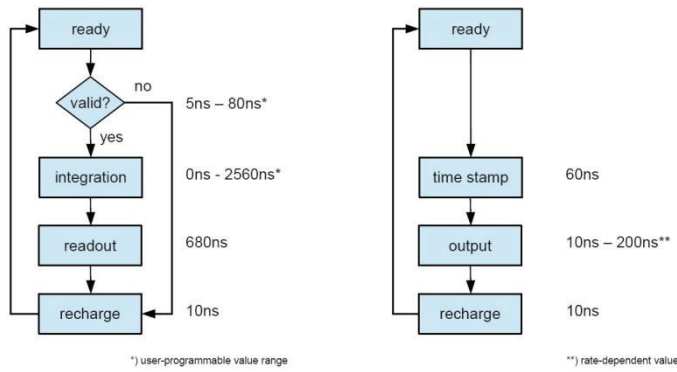 ready
valid?
no
yes
5ns – 80ns*
integration
0ns - 2560ns*
readout
680ns
recharge
10ns
*) user-programmable value range
ready
time stamp
60ns
output
10ns – 200ns**
recharge
10ns
**) rate-dependent value